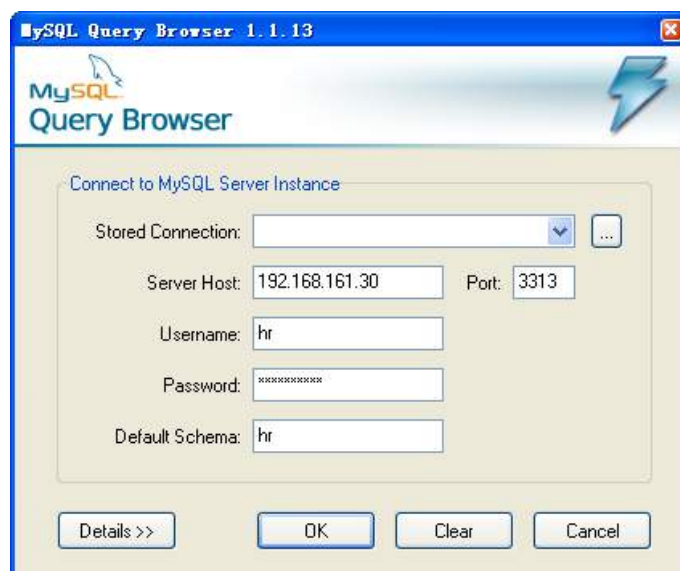 MySQL Query Browser 1.1.13
MySQL
Query Browser
Connect to MySQL Server Instance
Stored Connection: ...
Server Host: 192.168.161.30 Port: 3313
Username: hr
Password: **********
Default Schema: hr
Details >> OK Clear Cancel